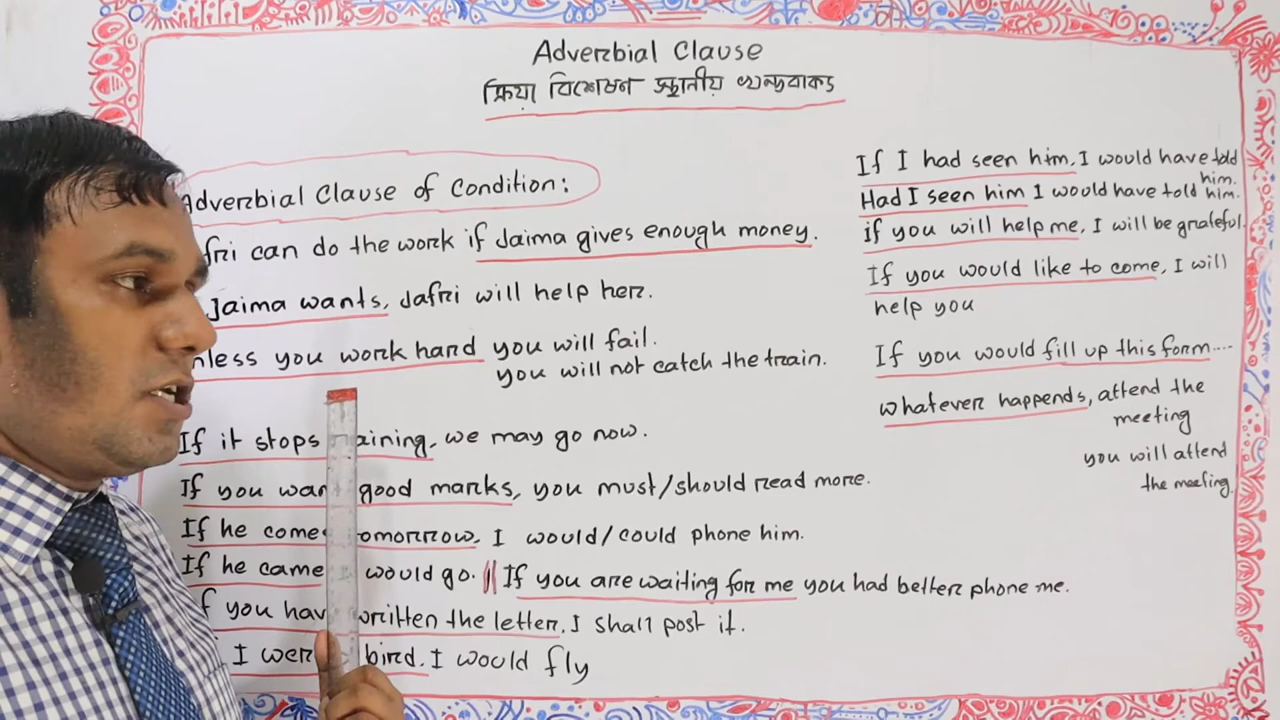 Adverbial Clause
ক্রিয়া বিশেষন স্থানীয় খন্ডবাক্য
Adverbial Clause of Condition:
fri can do the work if Jaima gives enough money.
Jaima wants, Jafri will help her.
nless you work hard you will fail.
you will not catch the train.
If it stops raining, we may go now.
If you want good marks, you must/should read more.
If he comes tomorrow, I would/could phone him.
If he came I would go. || If you are waiting for me you had better phone me.
If you have written the letter, I shall post it.
I were bird, I would fly
If I had seen him, I would have told him.
Had I seen him I would have told him.
if you will help me, I will be grateful.
If you would like to come, I will
help you
If you would fill up this form....
whatever happends, attend the
meeting
you will attend
the meeting.